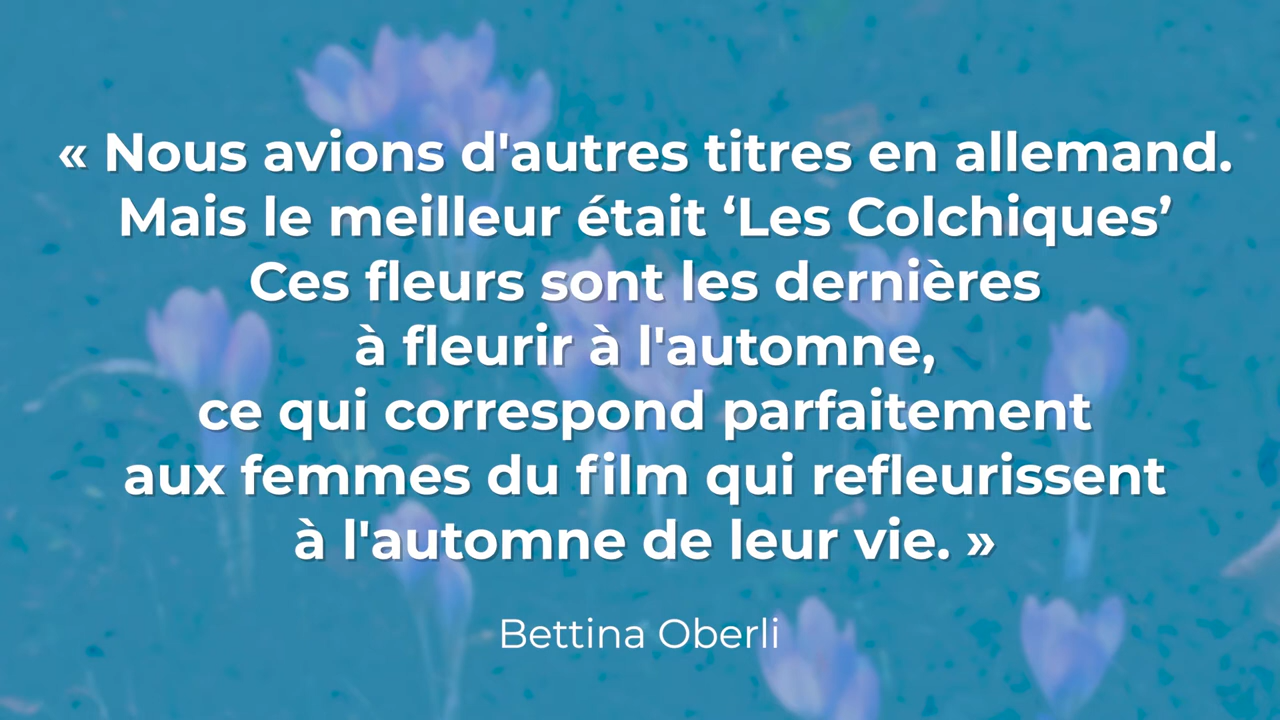 « Nous avions d'autres titres en allemand.
Mais le meilleur était ‘Les Colchiques’
Ces fleurs sont les dernières
à fleurir à l'automne,
ce qui correspond parfaitement
aux femmes du film qui refleurissent
à l'automne de leur vie. »
Bettina Oberli